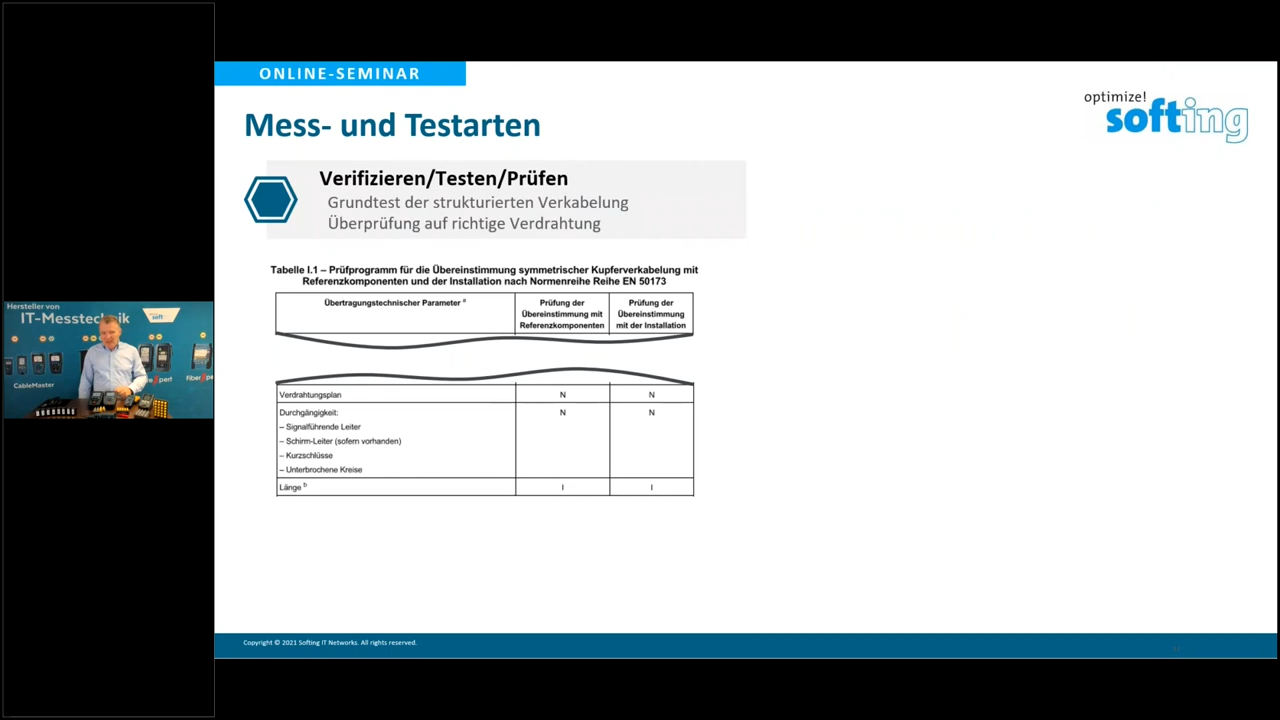 ONLINE-SEMINAR
optimize!
softing
Mess- und Testarten
Verifizieren/Testen/Prüfen
Grundtest der strukturierten Verkabelung
Überprüfung auf richtige Verdrahtung
Tabelle I.1 – Prüfprogramm für die Übereinstimmung symmetrischer Kupferverkabelung mit
Referenzkomponenten und der Installation nach Normenreihe Reihe EN 50173
Übertragungstechnischer Parameter a
Prüfung der
Übereinstimmung mit
Referenzkomponenten
Prüfung der
Übereinstimmung
mit der Installation
Verdrahtungsplan N N
Durchgängigkeit: N N
– Signalführende Leiter
– Schirm-Leiter (sofern vorhanden)
– Kurzschlüsse
– Unterbrochene Kreise
Länge b I I
Hersteller von
IT-Messtechnik
CableMaster
Copyright © 2021 Softing IT Networks. All rights reserved.